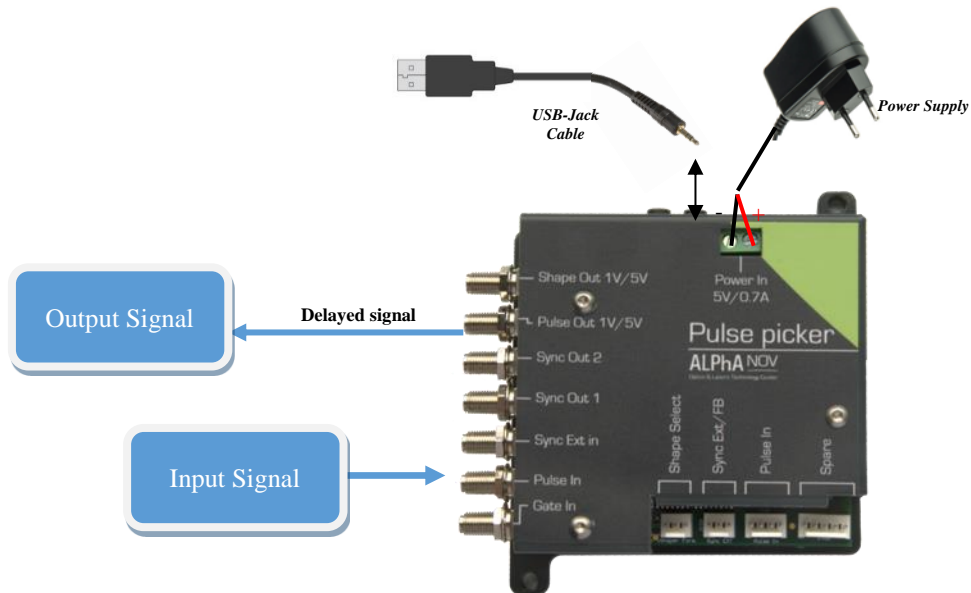 USB-Jack
Cable
Power Supply
-
+
Shape Out 1V/5V
Power In
5V/0.7A
Output Signal
Delayed signal
Pulse Out 1V/5V
Pulse picker
ALPhA NOV
Sync Out 2
Sync Out 1
Sync Ext in
Input Signal
Pulse In
Gate In
Shape Select
Sync Ext/FB
Pulse In
Spare